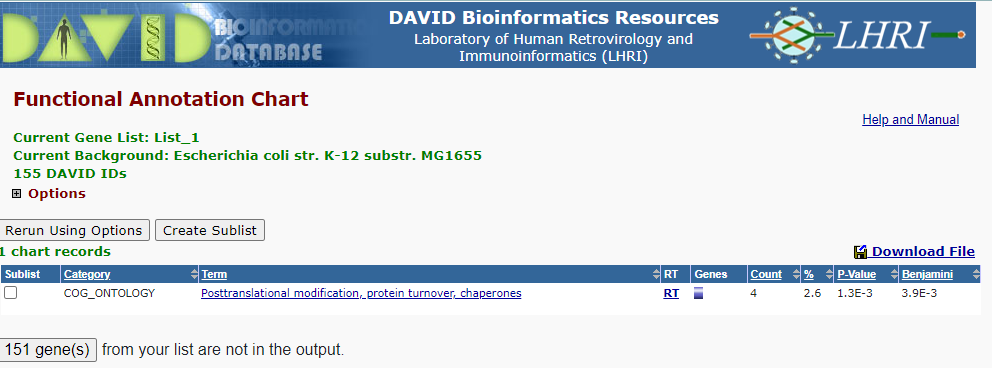 DAVID BIOINFORMATICS DATABASE
DAVID Bioinformatics Resources
Laboratory of Human Retrovirology and
Immunoinformatics (LHRI)
LHRI
Functional Annotation Chart
Help and Manual
Current Gene List: List_1
Current Background: Escherichia coli str. K-12 substr. MG1655
155 DAVID IDs
Options
Rerun Using Options Create Sublist
1 chart records
Download File
Sublist Category Term RT Genes Count % P-Value Benjamini
COG_ONTOLOGY Posttranslational modification, protein turnover, chaperones RT 4 2.6 1.3E-3 3.9E-3
151 gene(s) from your list are not in the output.